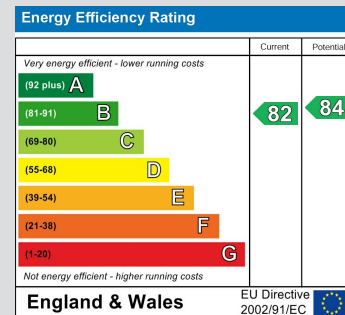 Energy Efficiency Rating
Current
Potential
Very energy efficient - lower running costs
(92 plus) A
(81-91) B
82
84
(69-80) C
(55-68) D
(39-54) E
(21-38) F
(1-20) G
Not energy efficient - higher running costs
England & Wales
EU Directive
2002/91/EC